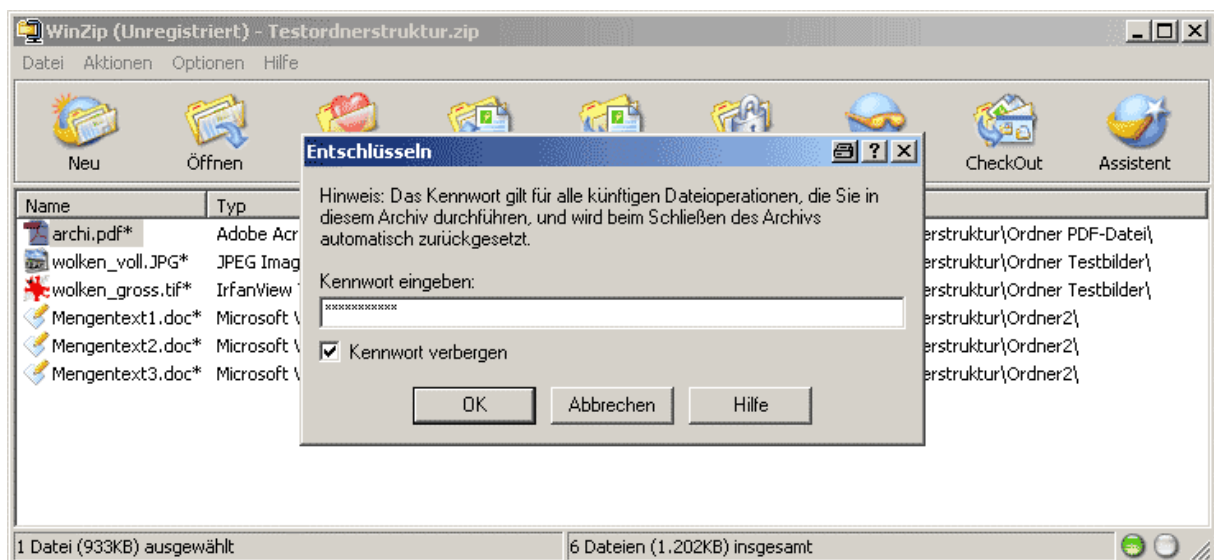 WinZip (Unregistriert) - Testordnerstruktur.zip
Datei Aktionen Optionen Hilfe
Neu Öffnen CheckOut Assistent
Entschlüsseln
Hinweis: Das Kennwort gilt für alle künftigen Dateioperationen, die Sie in
diesem Archiv durchführen, und wird beim Schließen des Archivs
automatisch zurückgesetzt.
Kennwort eingeben:
***********
Kennwort verbergen
OK Abbrechen Hilfe
Name Typ
archi.pdf* Adobe Acr erstruktur\Ordner PDF-Datei\
wolken_voll.JPG* JPEG Imag erstruktur\Ordner Testbilder\
wolken_gross.tif* IrfanView erstruktur\Ordner Testbilder\
Mengentext1.doc* Microsoft erstruktur\Ordner2\
Mengentext2.doc* Microsoft erstruktur\Ordner2\
Mengentext3.doc* Microsoft erstruktur\Ordner2\
1 Datei (933KB) ausgewählt 6 Dateien (1.202KB) insgesamt